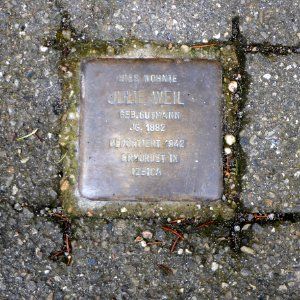 HIER WOHNTE
JULIE WEIL
GEB. GUTMANN
JG. 1882
DEPORTIERT 1942
ERMORDET IN
IZBICA